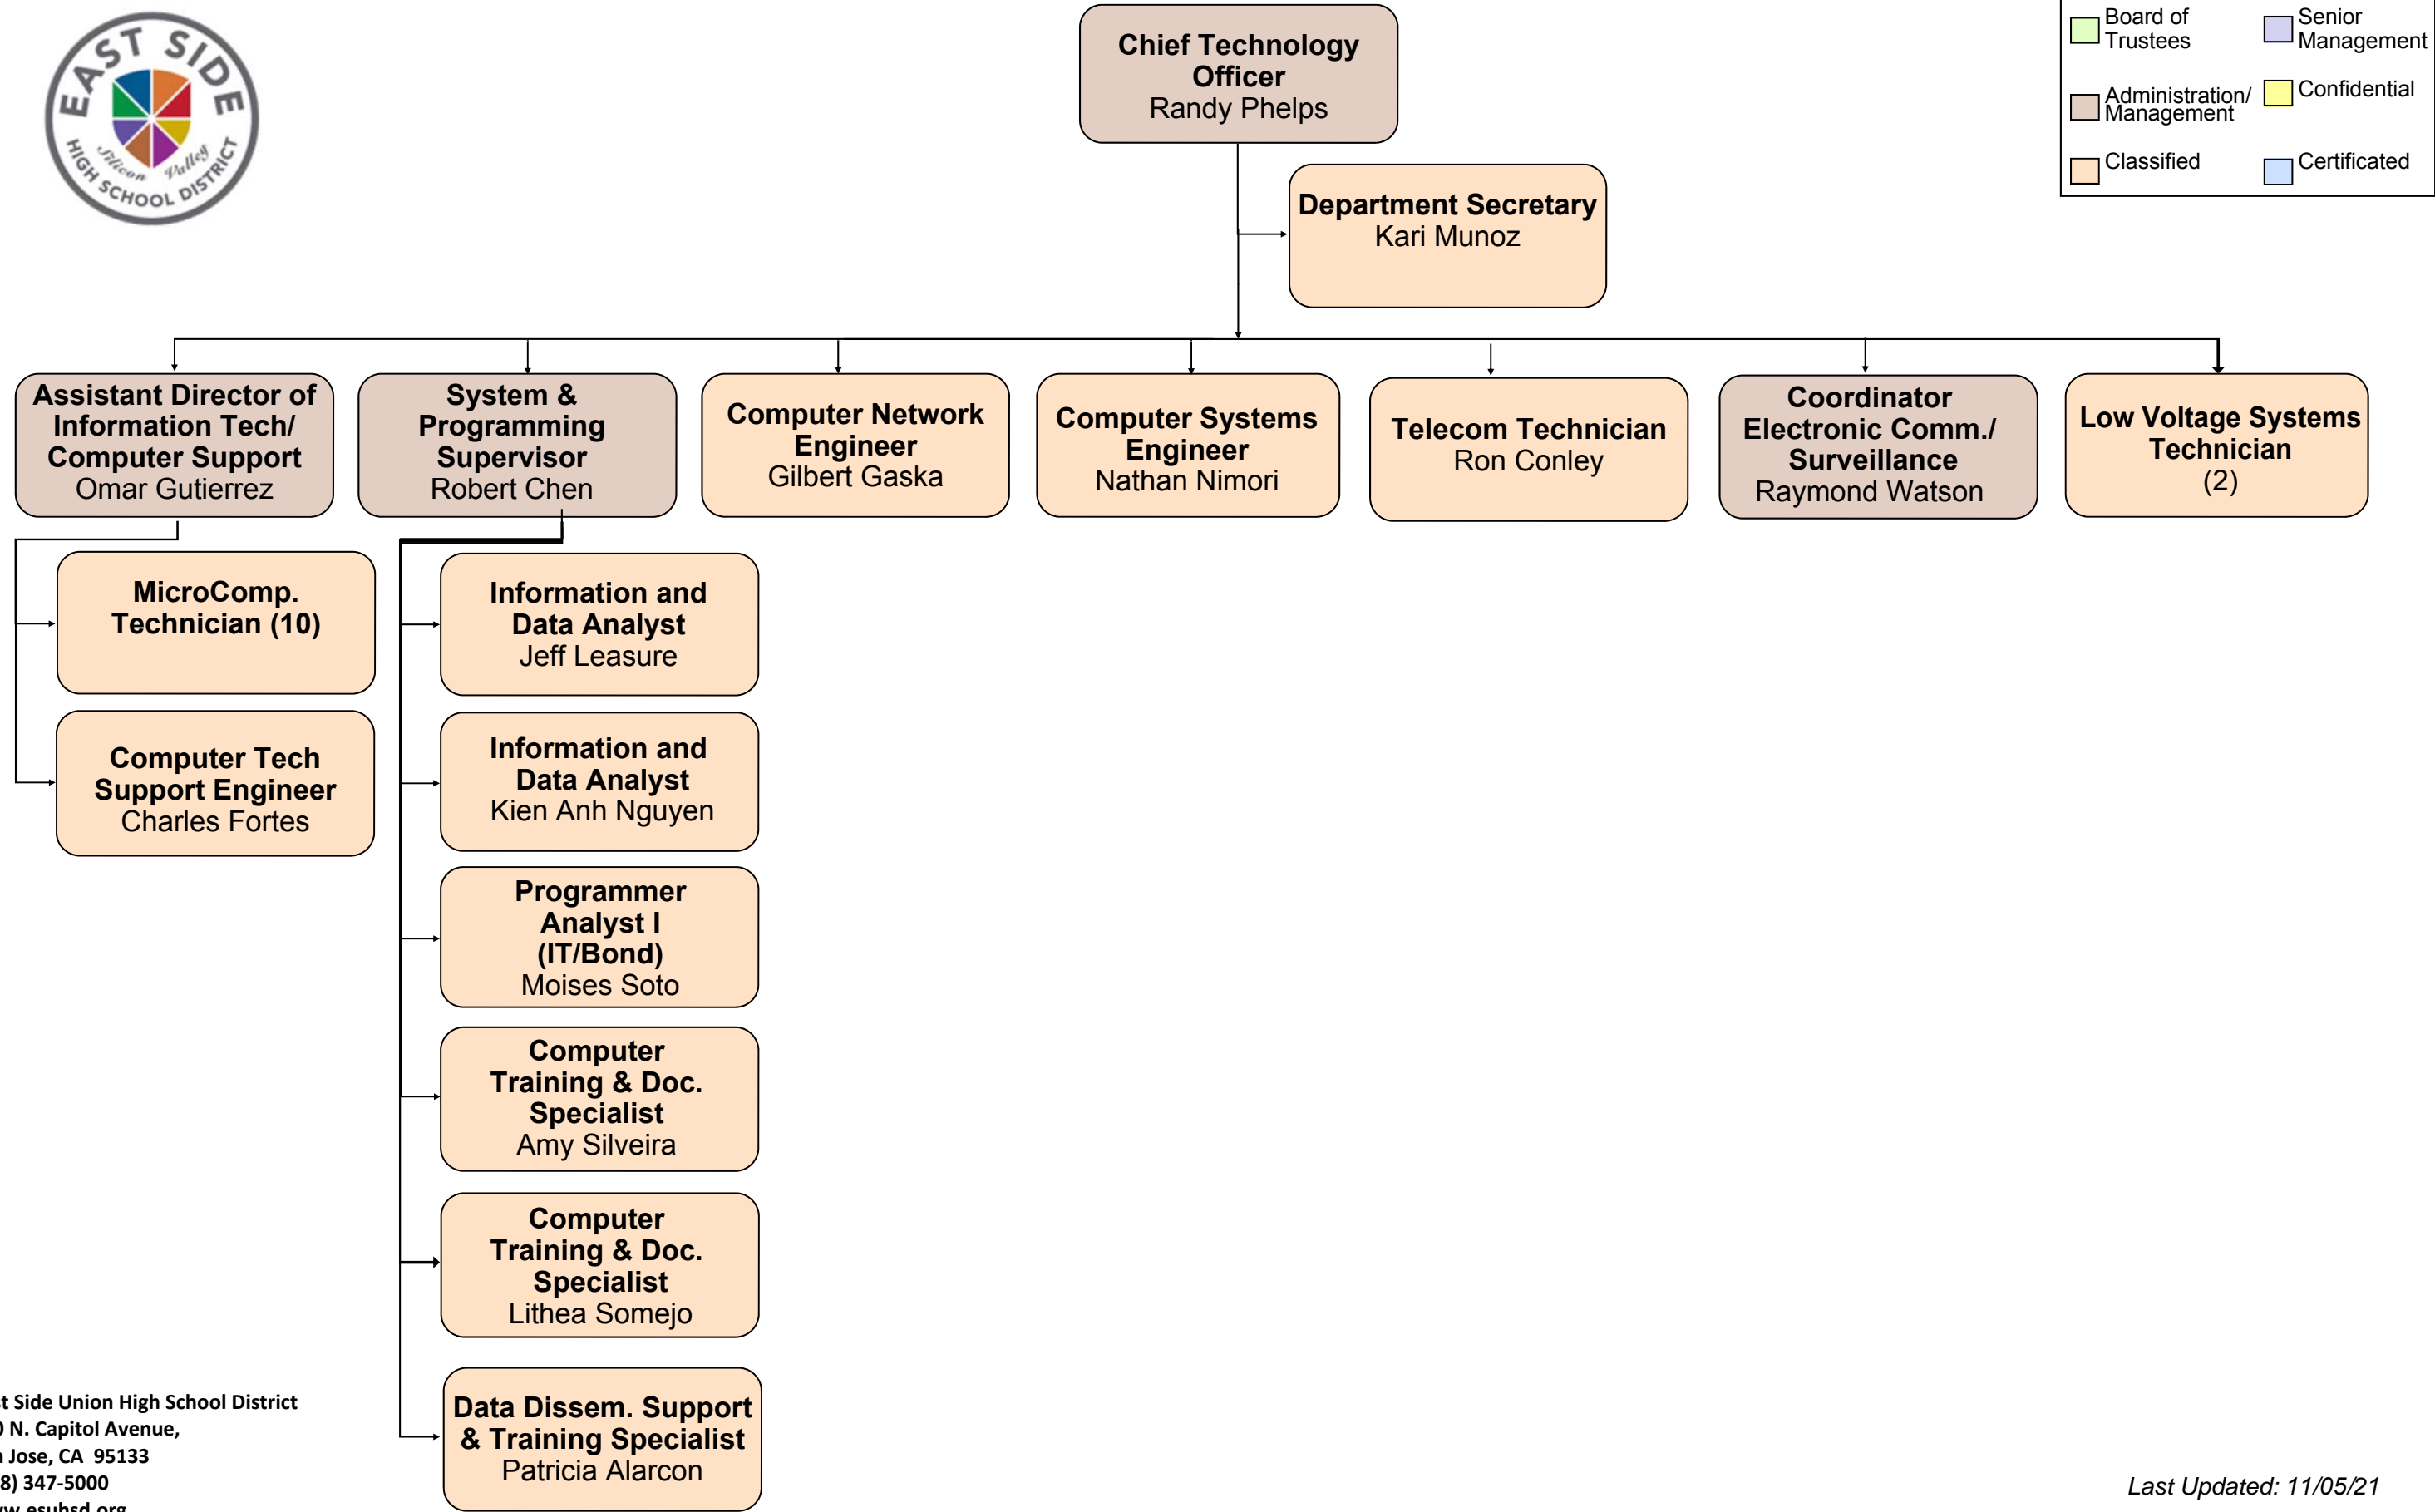 EAST SIDE
Silicon Valley
HIGH SCHOOL DISTRICT
Chief Technology
Officer
Randy Phelps
Board of
Trustees
Senior
Management
Administration/
Management
Confidential
Classified
Certificated
Department Secretary
Kari Munoz
Assistant Director of
Information Tech/
Computer Support
Omar Gutierrez
System &
Programming
Supervisor
Robert Chen
Computer Network
Engineer
Gilbert Gaska
Computer Systems
Engineer
Nathan Nimori
Telecom Technician
Ron Conley
Coordinator
Electronic Comm./
Surveillance
Raymond Watson
Low Voltage Systems
Technician
(2)
MicroComp.
Technician (10)
Computer Tech
Support Engineer
Charles Fortes
Information and
Data Analyst
Jeff Leasure
Information and
Data Analyst
Kien Anh Nguyen
Programmer
Analyst I
(IT/Bond)
Moises Soto
Computer
Training & Doc.
Specialist
Amy Silveira
Computer
Training & Doc.
Specialist
Lithea Somejo
Data Dissem. Support
& Training Specialist
Patricia Alarcon
st Side Union High School District
0 N. Capitol Avenue,
n Jose, CA 95133
8) 347-5000
ww.esuhsd.org
Last Updated: 11/05/21